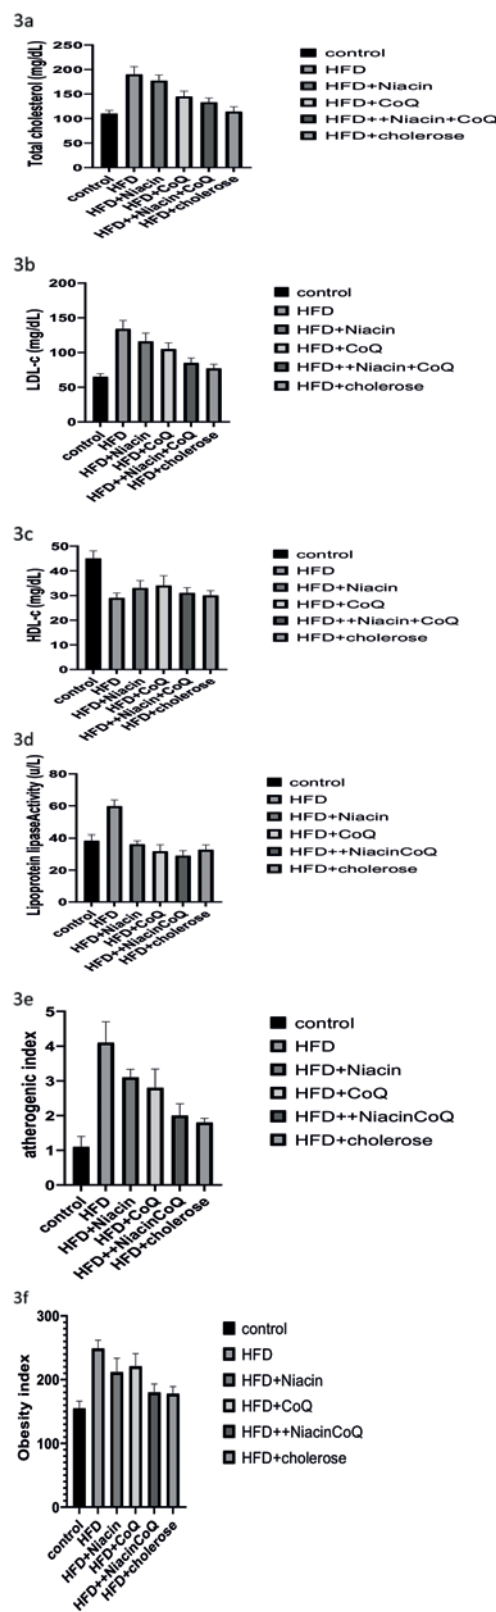 3a
Total cholesterol (mg/dL)
250
200
150
100
50
0
control
HFD
HFD+Niacin
HFD+CoQ
HFD++Niacin+CoQ
HFD+cholerose
control
HFD
HFD+Niacin
HFD+CoQ
HFD++Niacin+CoQ
HFD+cholerose
3b
LDL-c (mg/dL)
200
150
100
50
0
control
HFD
HFD+Niacin
HFD+CoQ
HFD++Niacin+CoQ
HFD+cholerose
control
HFD
HFD+Niacin
HFD+CoQ
HFD++Niacin+CoQ
HFD+cholerose
3c
HDL-c (mg/dL)
50
40
30
20
10
0
control
HFD
HFD+Niacin
HFD+CoQ
HFD++Niacin+CoQ
HFD+cholerose
control
HFD
HFD+Niacin
HFD+CoQ
HFD++Niacin+CoQ
HFD+cholerose
3d
Lipoprotein lipaseActivity (u/L)
80
60
40
20
0
control
HFD
HFD+Niacin
HFD+CoQ
HFD++NiacinCoQ
HFD+cholerose
control
HFD
HFD+Niacin
HFD+CoQ
HFD++NiacinCoQ
HFD+cholerose
3e
atherogenic index
5
4
3
2
1
0
control
HFD
HFD+Niacin
HFD+CoQ
HFD++NiacinCoQ
HFD+cholerose
control
HFD
HFD+Niacin
HFD+CoQ
HFD++NiacinCoQ
HFD+cholerose
3f
Obesity index
300
200
100
0
control
HFD
HFD+Niacin
HFD+CoQ
HFD++NiacinCoQ
HFD+cholerose
control
HFD
HFD+Niacin
HFD+CoQ
HFD++NiacinCoQ
HFD+cholerose